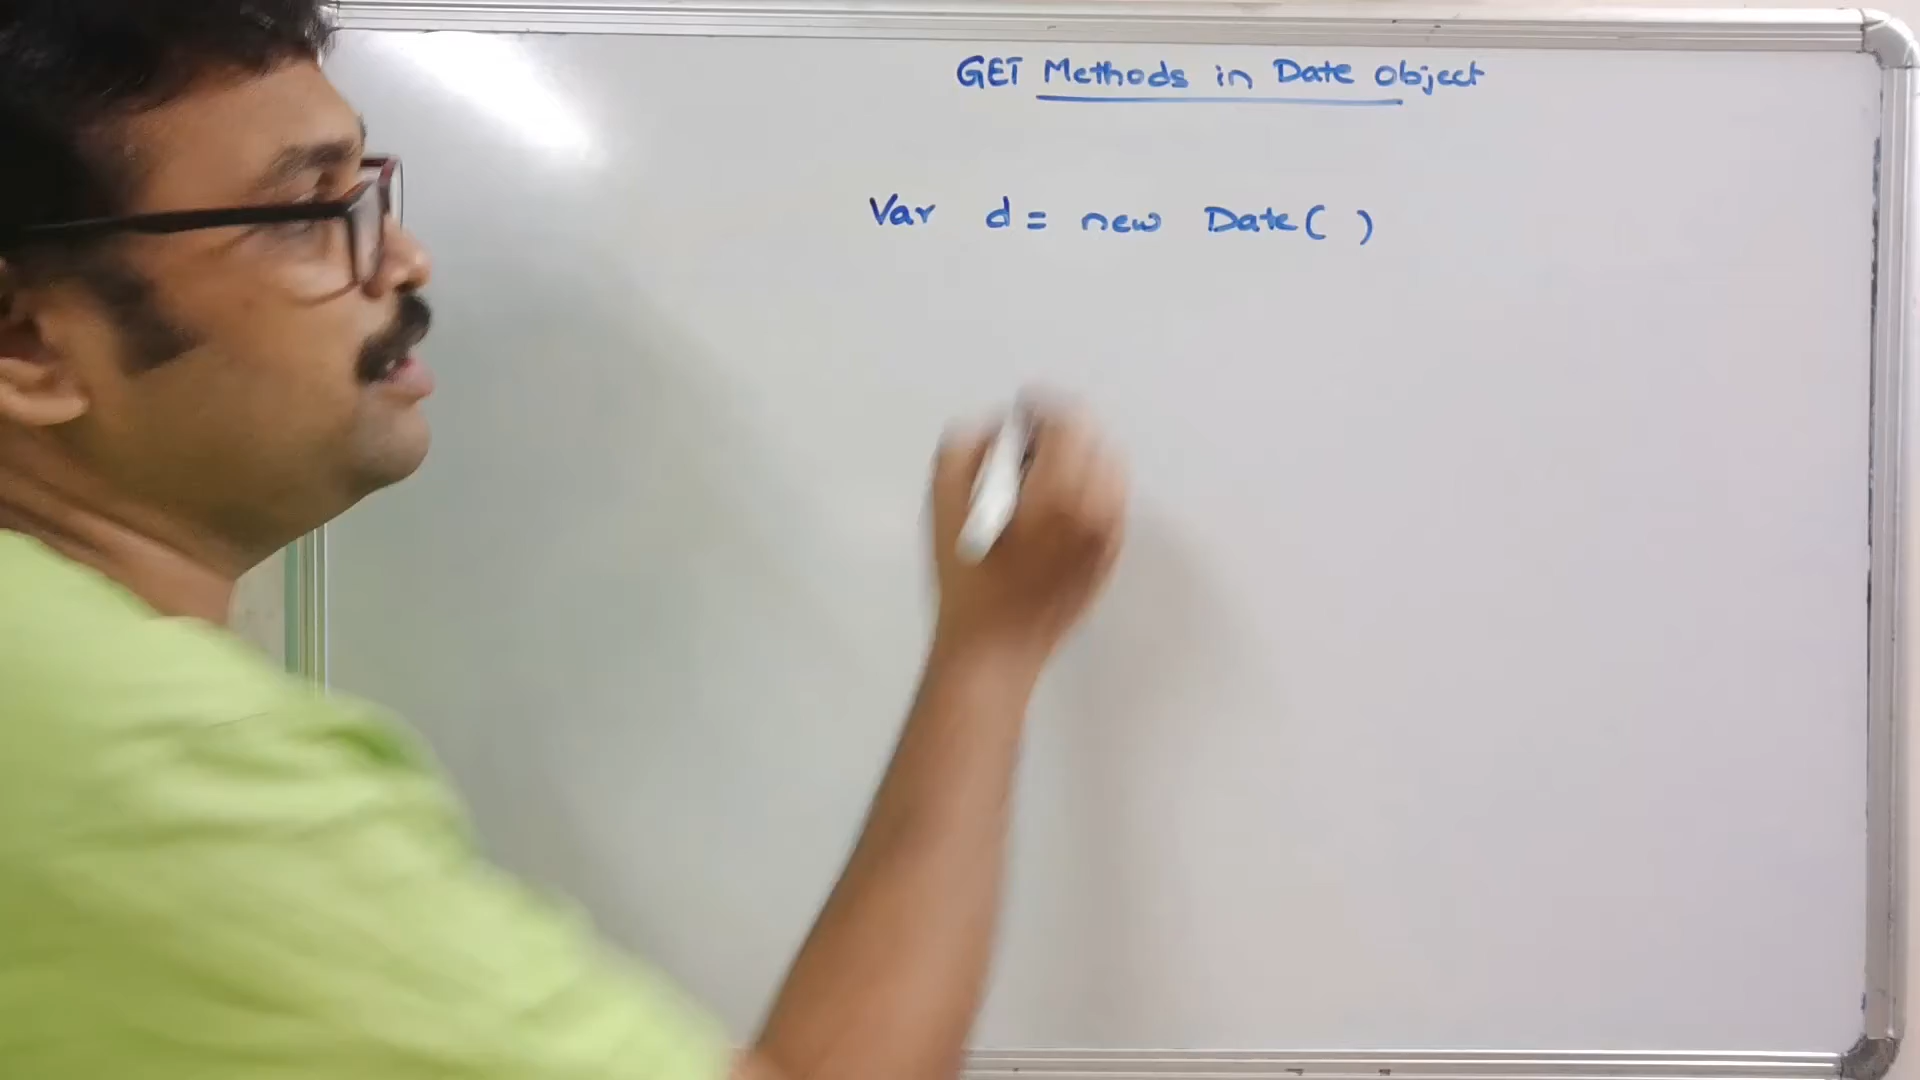 GET Methods in Date object
Var d = new Date( )